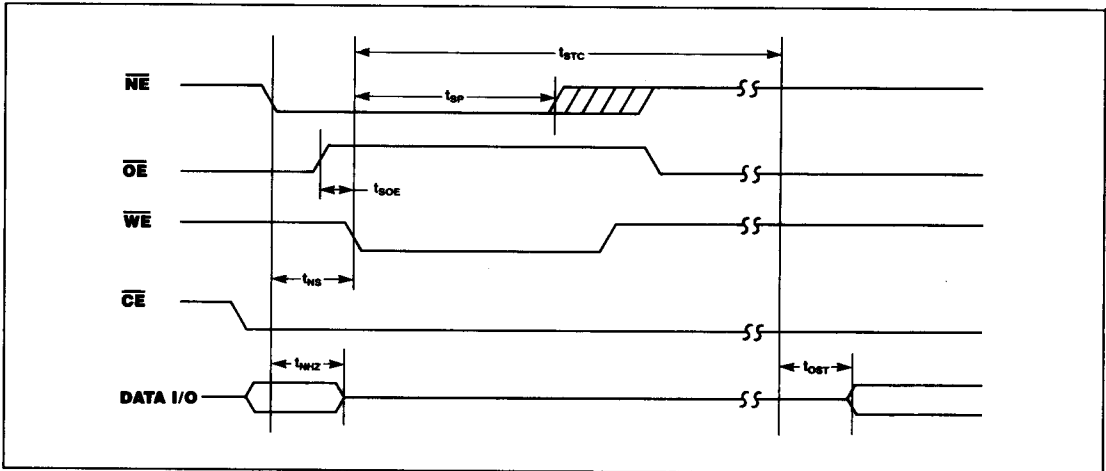 tSTC
NE
tSP
OE
tSOE
WE
tNS
CE
tNHZ
tOST
DATA I/O